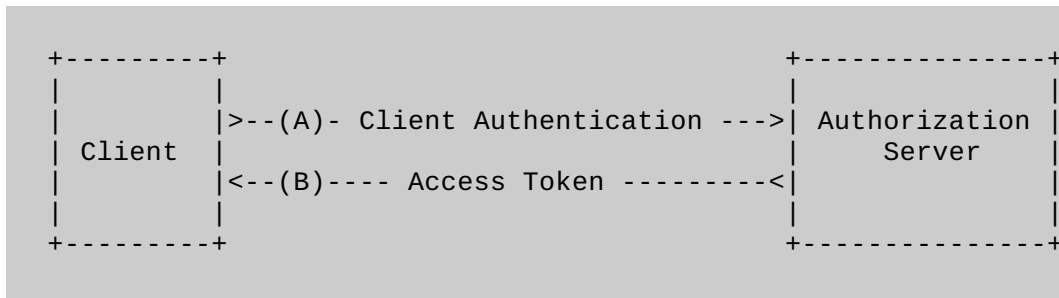 +---------+                                  +---------------+
|         |                                  |               |
|         |>--(A)- Client Authentication --->| Authorization |
| Client  |                                  |     Server    |
|         |<--(B)---- Access Token ---------<|               |
|         |                                  |               |
+---------+                                  +---------------+